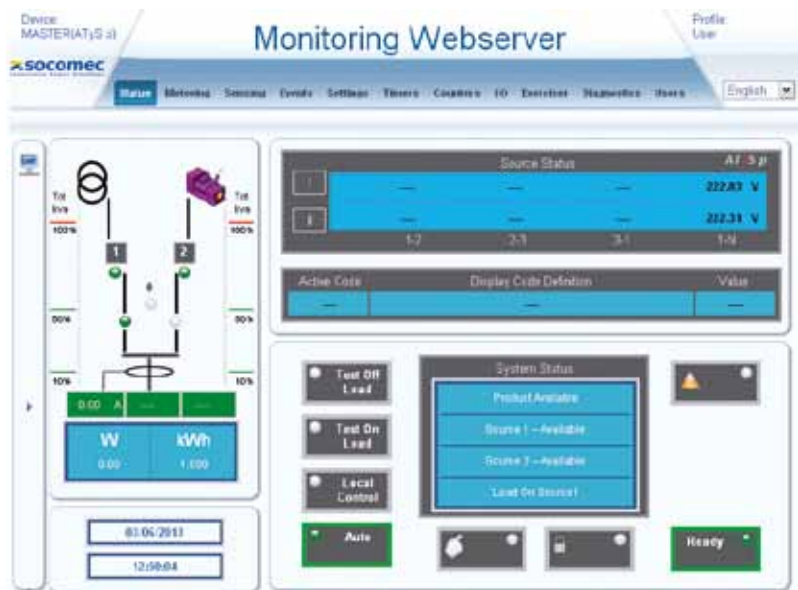 Device:
MASTER(ATyS p)
Monitoring Webserver
Profile:
User
socomec
Status Metering Sensing Events Settings Timers Counters I/O Exercises Diagnostics Users
English
Source Status
ATyS p
I --- --- --- 222.83 V
II --- --- --- 222.31 V
1-2 2-3 3-1 1-N
Tot kva
Tot kva
100%
100%
1 2
0
50%
50%
10%
10%
0.00 A --- ---
W kWh
0.00 1.000
03/06/2013
12:50:04
Active Code Display Code Definition Value
--- --- ---
Test Off Load
Test On Load
Local Control
Auto
System Status
Product Available
Source 1 – Available
Source 2 – Available
Load On Source1
Ready